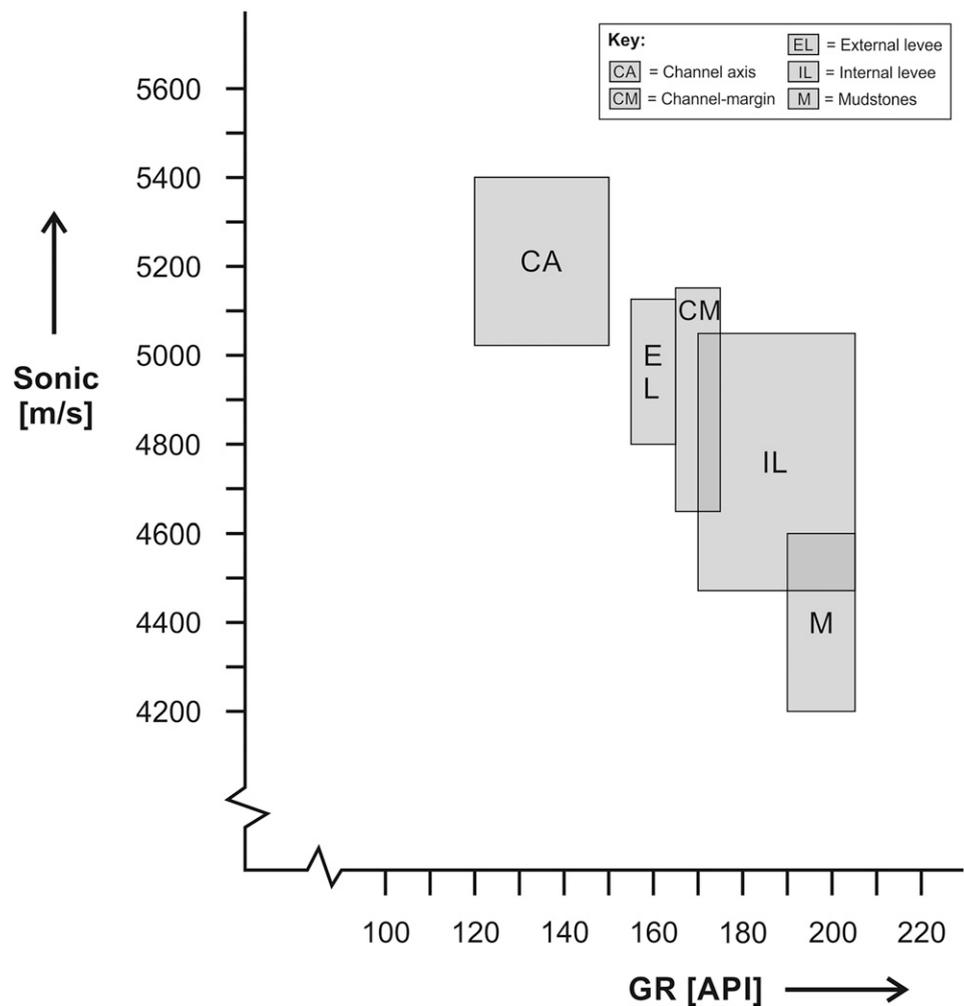 Key:
CA = Channel axis
CM = Channel-margin
EL = External levee
IL = Internal levee
M = Mudstones
5600
5400
5200
5000
4800
4600
4400
4200
Sonic
[m/s]
CA
E
L
CM
IL
M
100 120 140 160 180 200 220
GR [API]